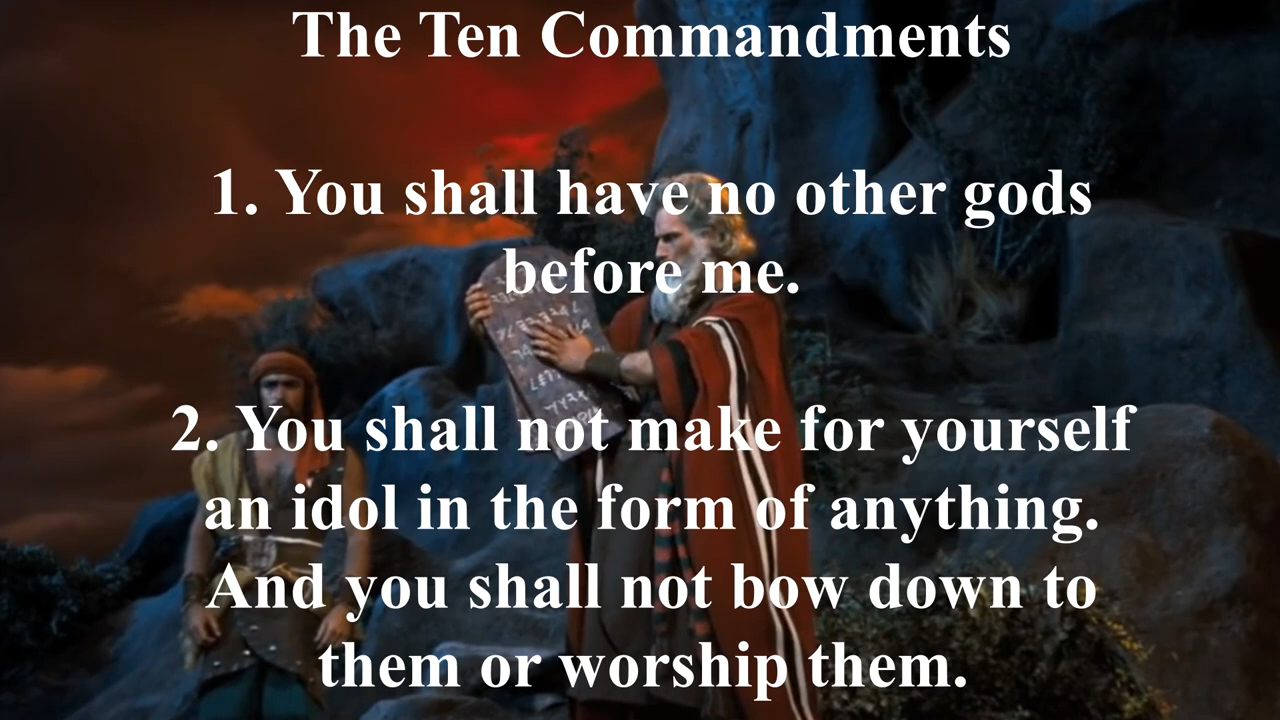 The Ten Commandments
1. You shall have no other gods
before me.
2. You shall not make for yourself
an idol in the form of anything.
And you shall not bow down to
them or worship them.